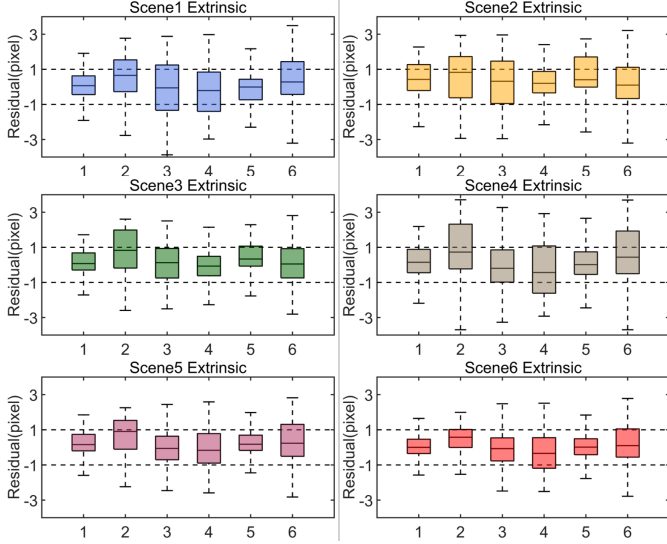 Scene1 Extrinsic
Residual(pixel)
3
1
-1
-3
1 2 3 4 5 6
Scene2 Extrinsic
Residual(pixel)
3
1
-1
-3
1 2 3 4 5 6
Scene3 Extrinsic
Residual(pixel)
3
1
-1
-3
1 2 3 4 5 6
Scene4 Extrinsic
Residual(pixel)
3
1
-1
-3
1 2 3 4 5 6
Scene5 Extrinsic
Residual(pixel)
3
1
-1
-3
1 2 3 4 5 6
Scene6 Extrinsic
Residual(pixel)
3
1
-1
-3
1 2 3 4 5 6